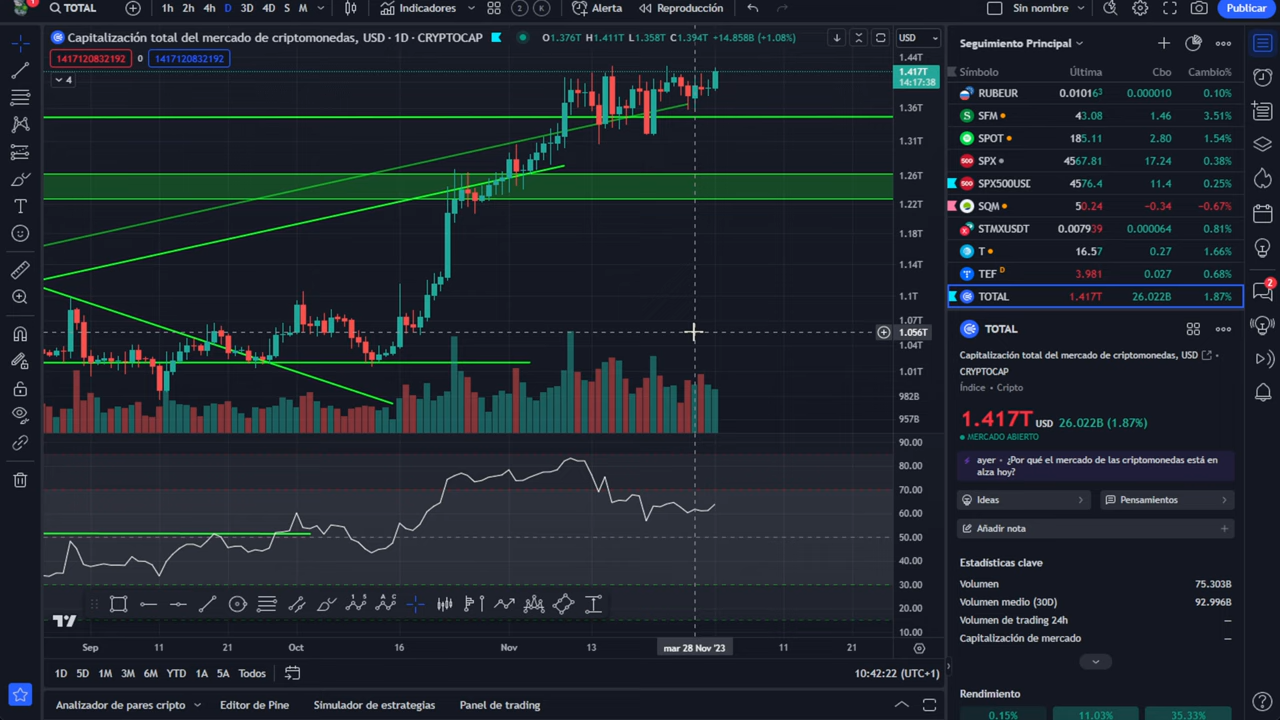 1
TOTAL
1h 2h 4h D 3D 4D S M
Indicadores
2 K
Alerta
Reproducción
Sin nombre
Publicar
Capitalización total del mercado de criptomonedas, USD · 1D · CRYPTOCAP
O1.376T H1.411T L1.358T C1.394T +14.858B (+1.08%)
USD
1417120832192 0 1417120832192
4
1.44T
1.417T
14:17:38
1.36T
1.31T
1.26T
1.22T
1.18T
1.14T
1.1T
1.07T
1.056T
1.04T
1.01T
982B
957B
90.00
80.00
70.00
60.00
50.00
40.00
30.00
20.00
10.00
Sep 11 21 Oct 16 Nov 13 mar 28 Nov '23 11 21
1D 5D 1M 3M 6M YTD 1A 5A Todos
10:42:22 (UTC+1)
Analizador de pares cripto
Editor de Pine
Simulador de estrategias
Panel de trading
Seguimiento Principal
Símbolo Última Cbo Cambio%
RUBEUR 0.010163 0.000010 0.10%
SFM 43.08 1.46 3.51%
SPOT 185.11 2.80 1.54%
SPX 4567.81 17.24 0.38%
SPX500USD 4576.4 11.4 0.25%
SQM 50.24 −0.34 −0.67%
STMXUSDT 0.007939 0.000064 0.81%
T 16.57 0.27 1.66%
TEF D 3.981 0.027 0.68%
TOTAL 1.417T 26.022B 1.87%
TOTAL
Capitalización total del mercado de criptomonedas, USD
CRYPTOCAP
Índice • Cripto
1.417T USD 26.022B (1.87%)
MERCADO ABIERTO
ayer • ¿Por qué el mercado de las criptomonedas está en
alza hoy?
Ideas
Pensamientos
Añadir nota
Estadísticas clave
Volumen 75.303B
Volumen medio (30D) 92.996B
Volumen de trading 24h —
Capitalización de mercado —
Rendimiento
0.15% 11.03% 35.33%
2